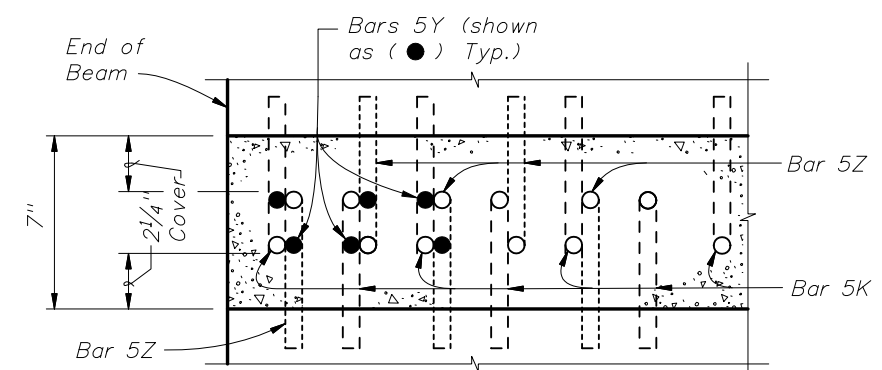 Bars 5Y (shown
as ( ● ) Typ.)
End of
Beam
Bar 5Z
7"
2¼"
Cover
Bar 5K
Bar 5Z